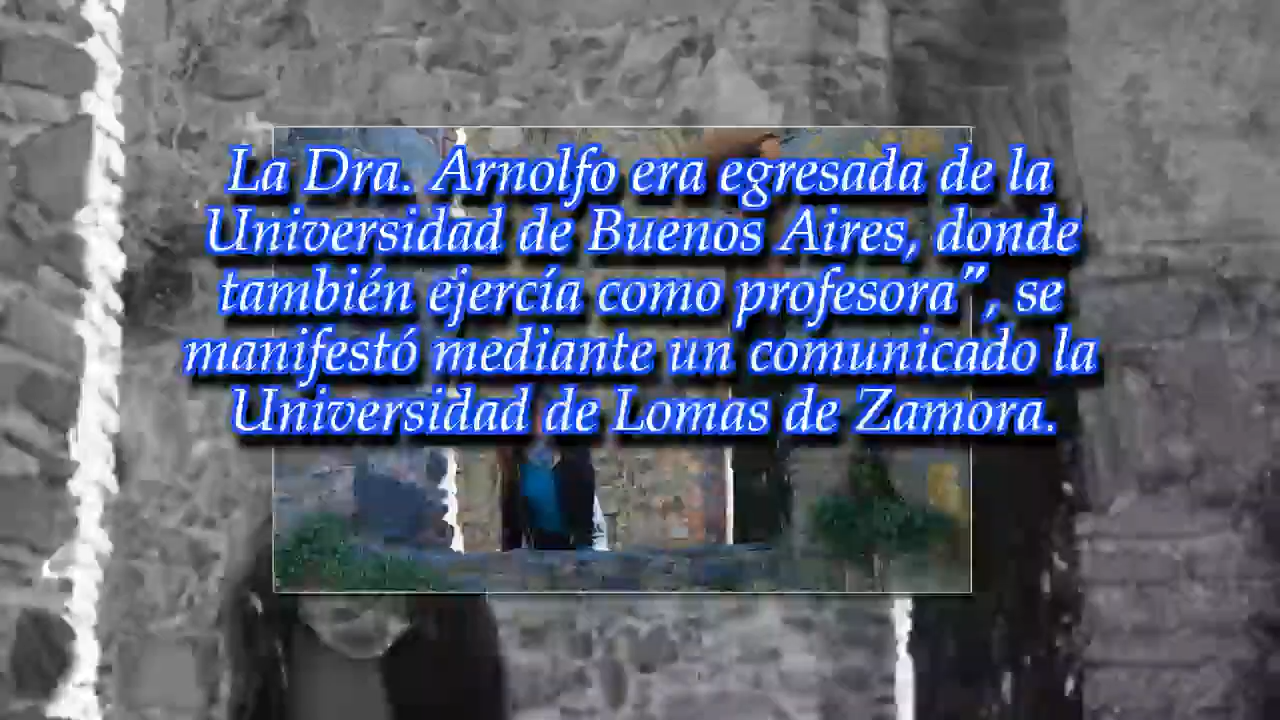 La Dra. Arnolfo era egresada de la
Universidad de Buenos Aires, donde
también ejercía como profesora”, se
manifestó mediante un comunicado la
Universidad de Lomas de Zamora.